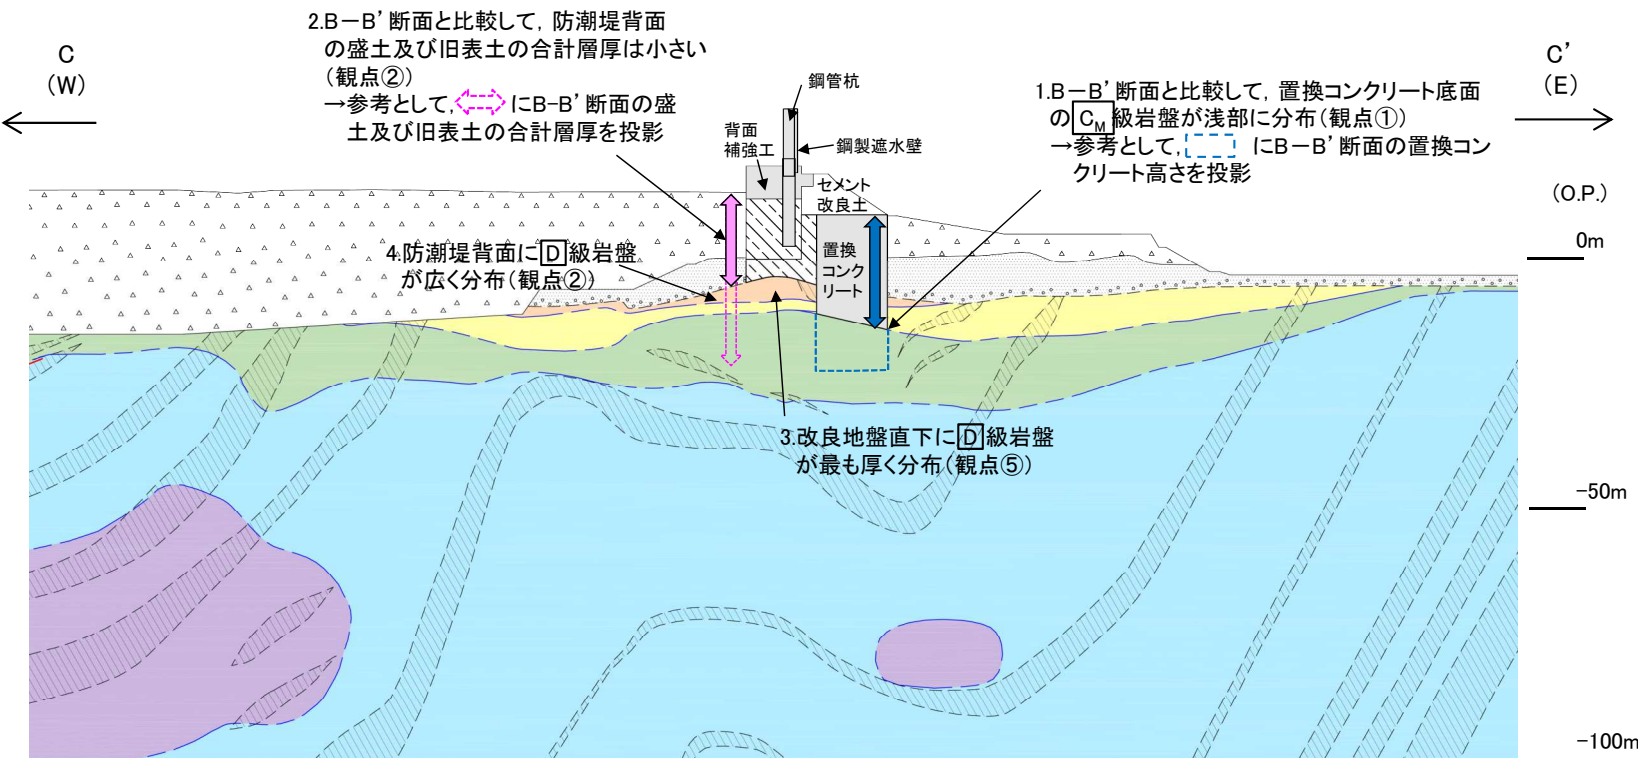 2.B－B’断面と比較して，防潮堤背面
の盛土及び旧表土の合計層厚は小さい
（観点②）
→参考として， にB-B’断面の盛
土及び旧表土の合計層厚を投影
C
(W)
C’
(E)
1.B－B’断面と比較して，置換コンクリート底面
のCM級岩盤が浅部に分布（観点①）
→参考として， にB－B’断面の置換コン
クリート高さを投影
鋼管杭
背面
補強工
鋼製遮水壁
セメント
改良土
置換
コンク
リート
4.防潮堤背面にD級岩盤
が広く分布（観点②）
3.改良地盤直下にD級岩盤
が最も厚く分布（観点⑤）
(O.P.)
0m
-50m
-100m